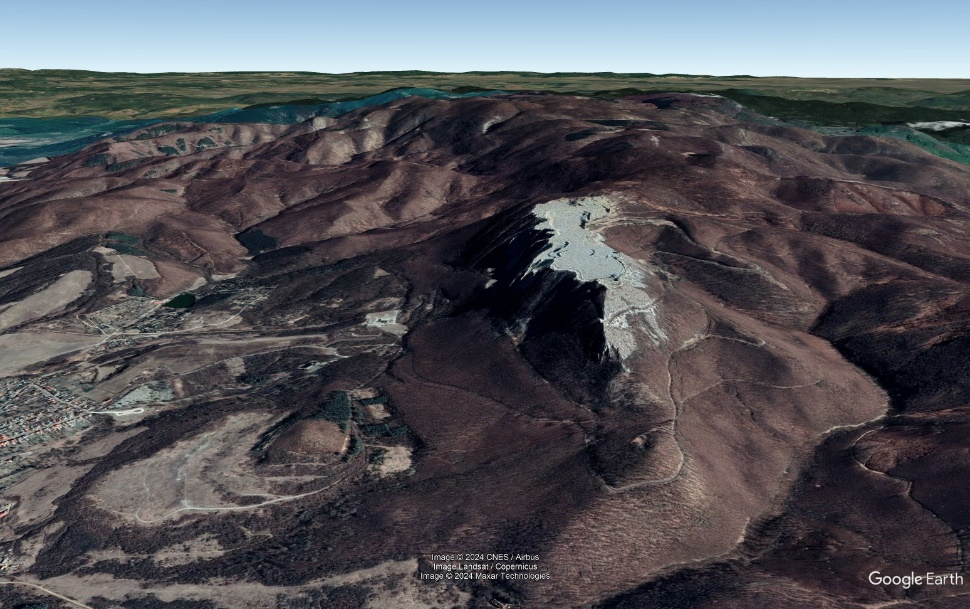 Image © 2024 CNES / Airbus
Image Landsat / Copernicus
Image © 2024 Maxar Technologies
Google Earth